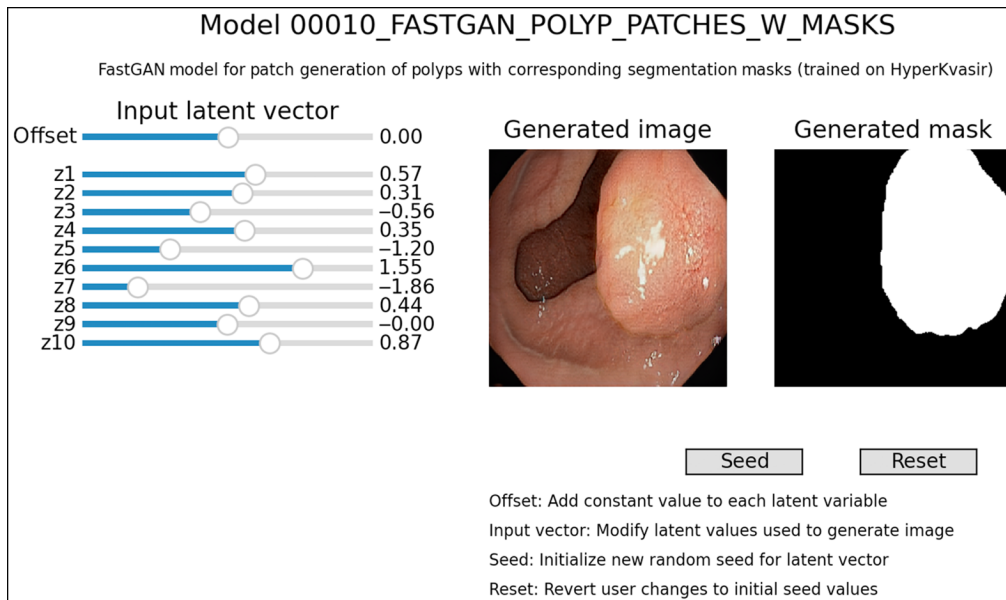 Model 00010_FASTGAN_POLYP_PATCHES_W_MASKS
FastGAN model for patch generation of polyps with corresponding segmentation masks (trained on HyperKvasir)
Input latent vector
Offset 0.00
z1 0.57
z2 0.31
z3 −0.56
z4 0.35
z5 −1.20
z6 1.55
z7 −1.86
z8 0.44
z9 −0.00
z10 0.87
Generated image
Generated mask
Seed
Reset
Offset: Add constant value to each latent variable
Input vector: Modify latent values used to generate image
Seed: Initialize new random seed for latent vector
Reset: Revert user changes to initial seed values